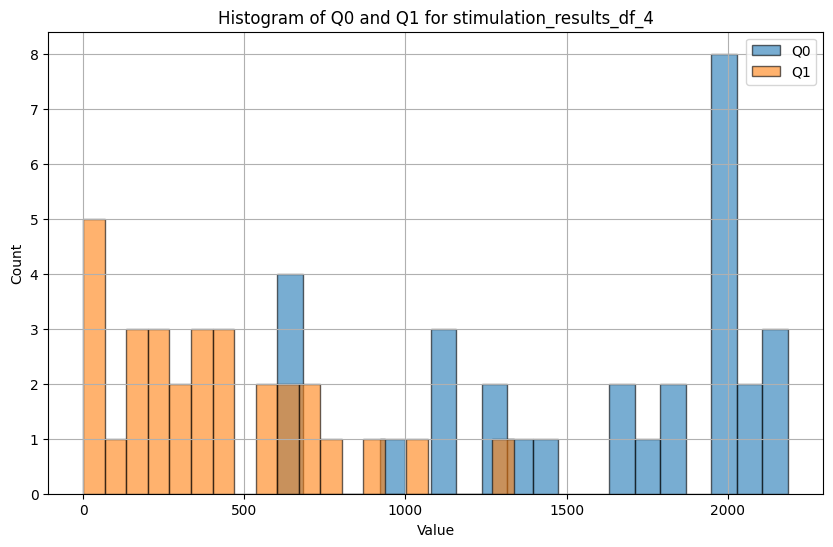 Histogram of Q0 and Q1 for stimulation_results_df_4
Q0
Q1
8
7
6
5
4
3
2
1
0
Count
0 500 1000 1500 2000
Value